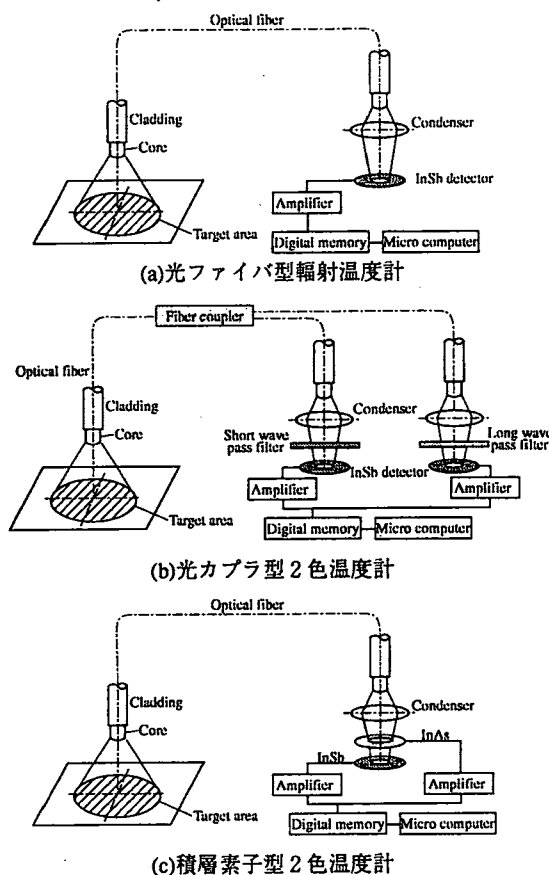 Optical fiber
Cladding
Core
Condenser
InSb detector
Amplifier
Target area
Digital memory
Micro computer
(a)光ファイバ型輻射温度計
Fiber coupler
Optical fiber
Cladding
Core
Condenser
Short wave
pass filter
Long wave
pass filter
InSb detector
Amplifier
Amplifier
Target area
Digital memory
Micro computer
(b)光カプラ型2色温度計
Optical fiber
Cladding
Core
Condenser
InAs
InSb
Amplifier
Amplifier
Target area
Digital memory
Micro computer
(c)積層素子型2色温度計